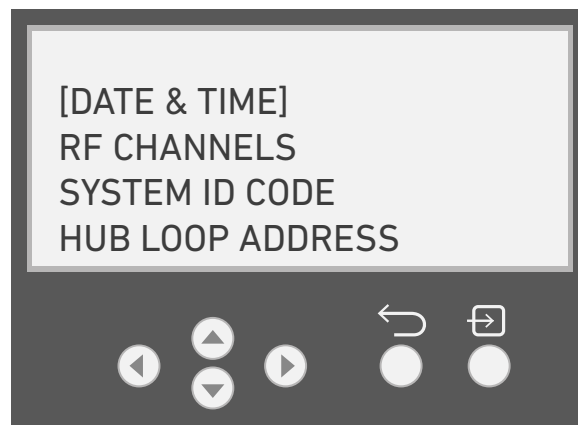 [DATE & TIME]
RF CHANNELS
SYSTEM ID CODE
HUB LOOP ADDRESS